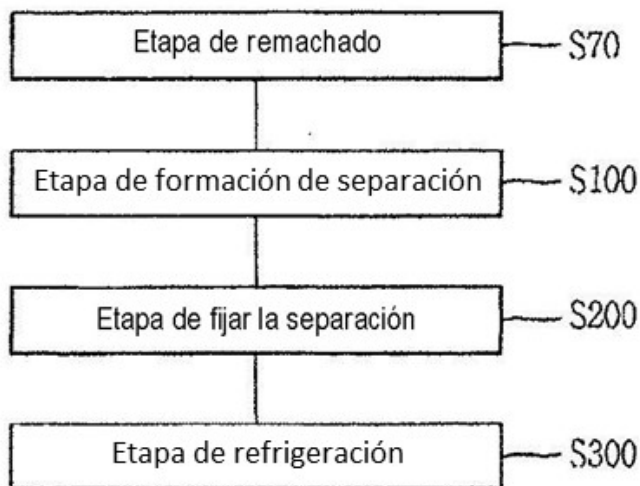 Etapa de remachado S70
Etapa de formación de separación S100
Etapa de fijar la separación S200
Etapa de refrigeración S300